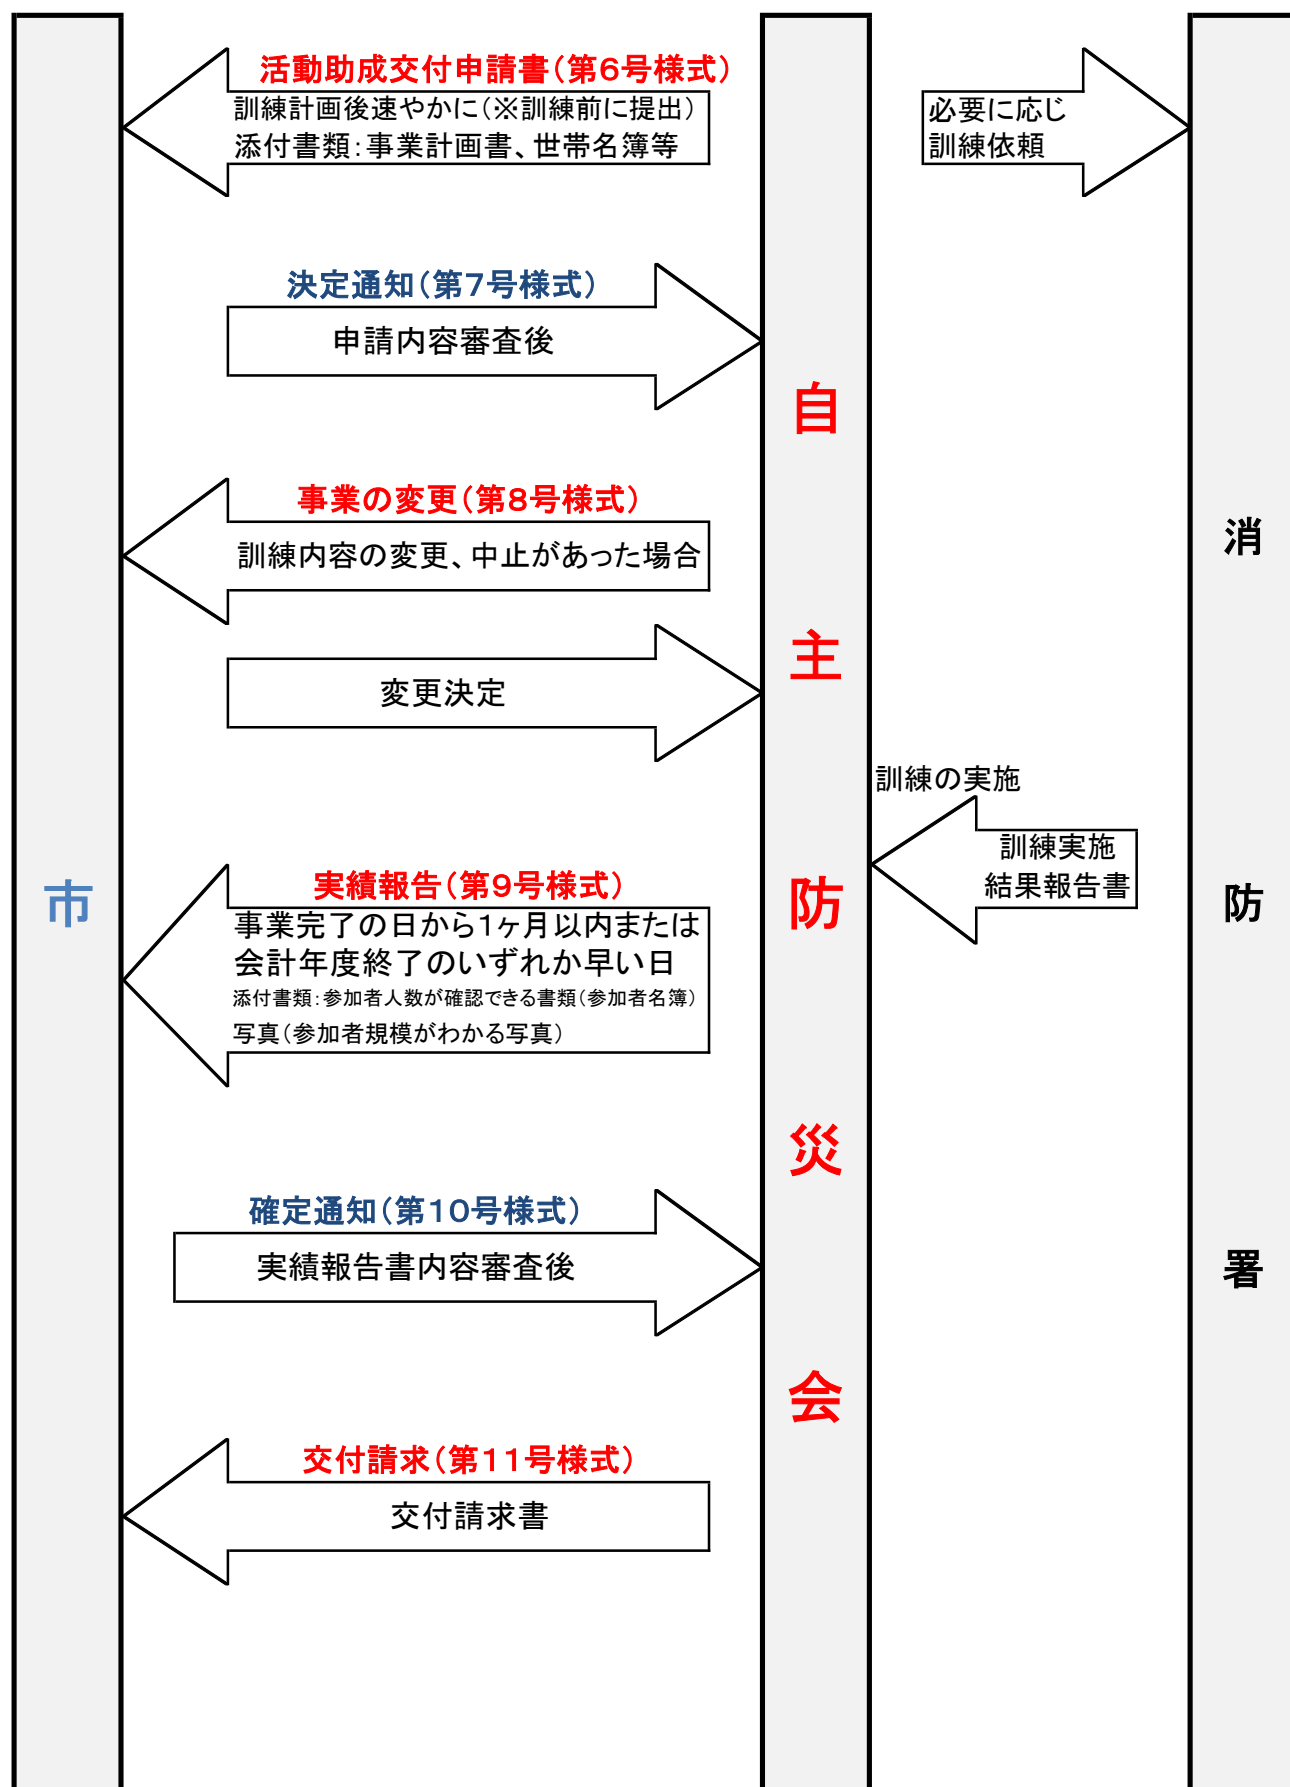 活動助成交付申請書(第6号様式)
訓練計画後速やかに(※訓練前に提出)
添付書類:事業計画書、世帯名簿等
必要に応じ
訓練依頼
決定通知(第7号様式)
申請内容審査後
事業の変更(第8号様式)
訓練内容の変更、中止があった場合
変更決定
訓練の実施
訓練実施
結果報告書
実績報告(第9号様式)
事業完了の日から1ヶ月以内または
会計年度終了のいずれか早い日
添付書類:参加者人数が確認できる書類(参加者名簿)
写真(参加者規模がわかる写真)
確定通知(第10号様式)
実績報告書内容審査後
交付請求(第11号様式)
交付請求書
市
自主防災会
消防署